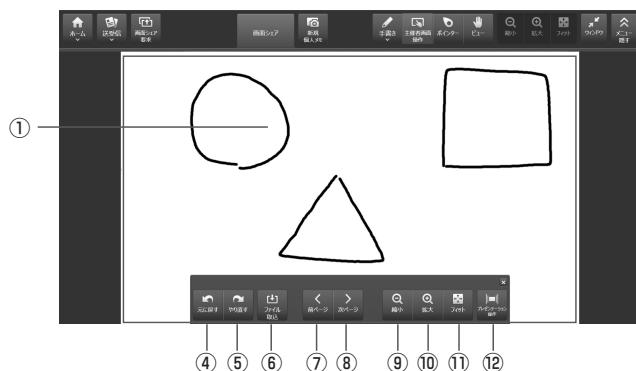 ホーム 送受信 画面シェア要求 画面シェア 新規個人メモ 手書き 主催者画面操作 ポインター ビュー 縮小 拡大 フィット ウインドウ メニュー隠す
①
元に戻す やり直す ファイル取込 前ページ 次ページ 縮小 拡大 フィット プレゼンテーション操作
④ ⑤ ⑥ ⑦ ⑧ ⑨ ⑩ ⑪ ⑫